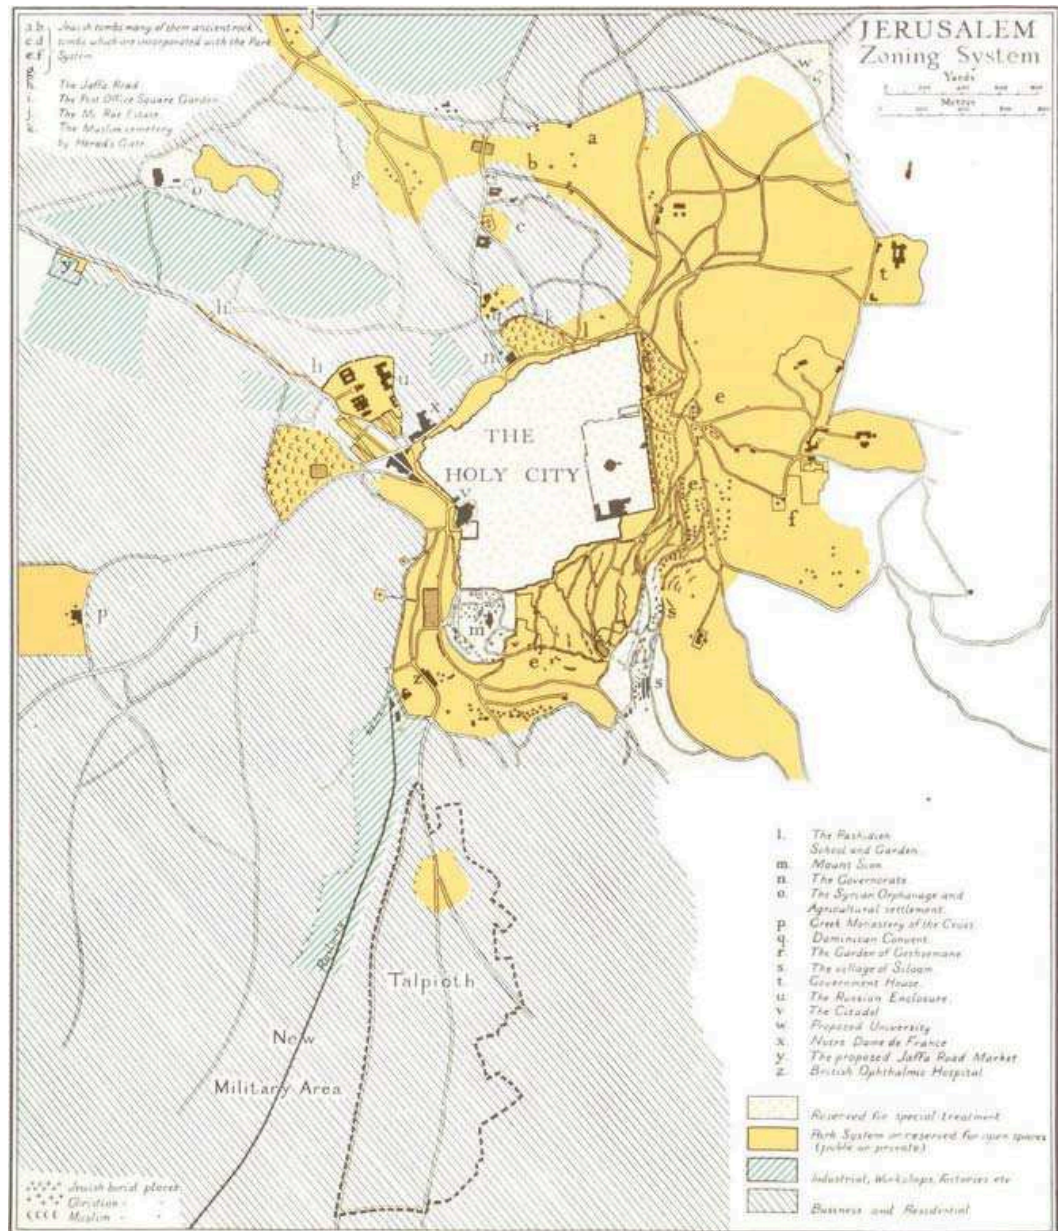 JERUSALEM
Zoning System
Yards
Metres
a.b Jewish tombs many of them ancient rock
c.d tombs which are incorporated with the Park
e.f System
g
h. The Jaffa Road
i. The Post Office Square Garden
j. The Mc Rae Estate
k. The Muslim cemetery
by Herod's Gate
w
a
b
g
o
c
t
y
h
k
l
n
h
u
e
THE
HOLY CITY
v
e
f
p
j
m
s
e
z
s
Railway
Talpioth
New
Military Area
l. The Rashidieh
School and Garden.
m. Mount Sion
n. The Governorate
o. The Syrian Orphanage and
Agricultural settlement.
p Greek Monastery of the Cross
q Dominican Convent
r. The Garden of Gethsemane
s. The village of Siloam
t. Government House.
u. The Russian Enclosure.
v The Citadel
w Proposed University
x. Notre Dame de France
y. The proposed Jaffa Road Market
z. British Ophthalmic Hospital
Reserved for special treatment
Park System or reserved for open spaces
(public or private)
Industrial, Workshops, Factories etc
Business and Residential
Jewish burial places
Christian " "
Muslim " "